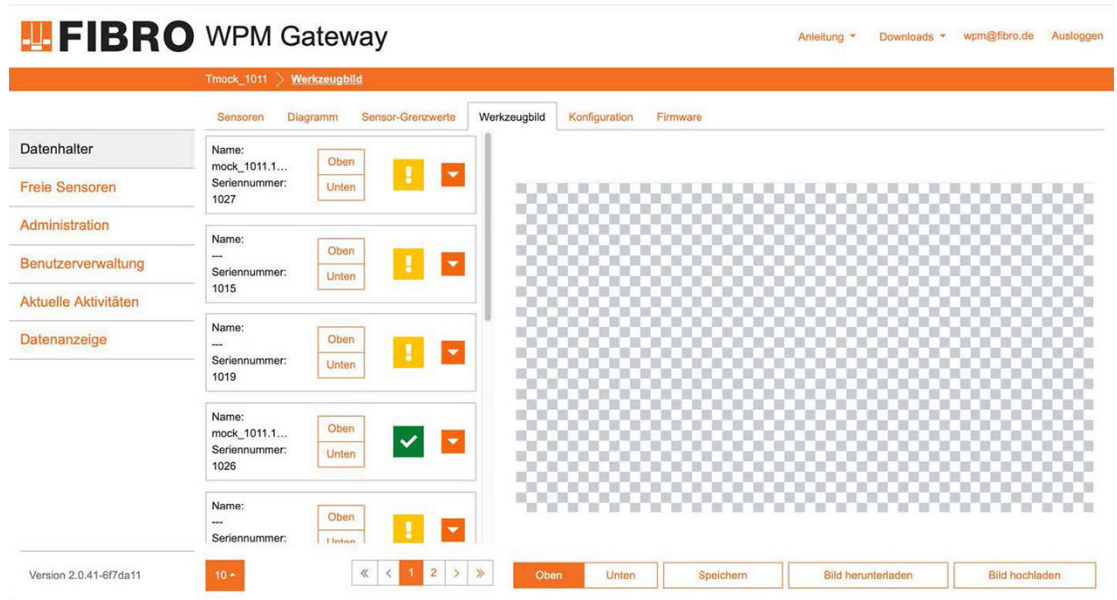 FIBRO WPM Gateway
Anleitung
Downloads
wpm@fibro.de
Ausloggen
Tmock_1011 > Werkzeugbild
Sensoren
Diagramm
Sensor-Grenzwerte
Werkzeugbild
Konfiguration
Firmware
Datenhalter
Freie Sensoren
Administration
Benutzerverwaltung
Aktuelle Aktivitäten
Datenanzeige
Name:
mock_1011.1...
Seriennummer:
1027
Oben
Unten
Name:
---
Seriennummer:
1015
Oben
Unten
Name:
---
Seriennummer:
1019
Oben
Unten
Name:
mock_1011.1...
Seriennummer:
1026
Oben
Unten
Name:
---
Seriennummer:
Oben
Unten
Version 2.0.41-6f7da11
10
« < 1 2 > »
Oben
Unten
Speichern
Bild herunterladen
Bild hochladen